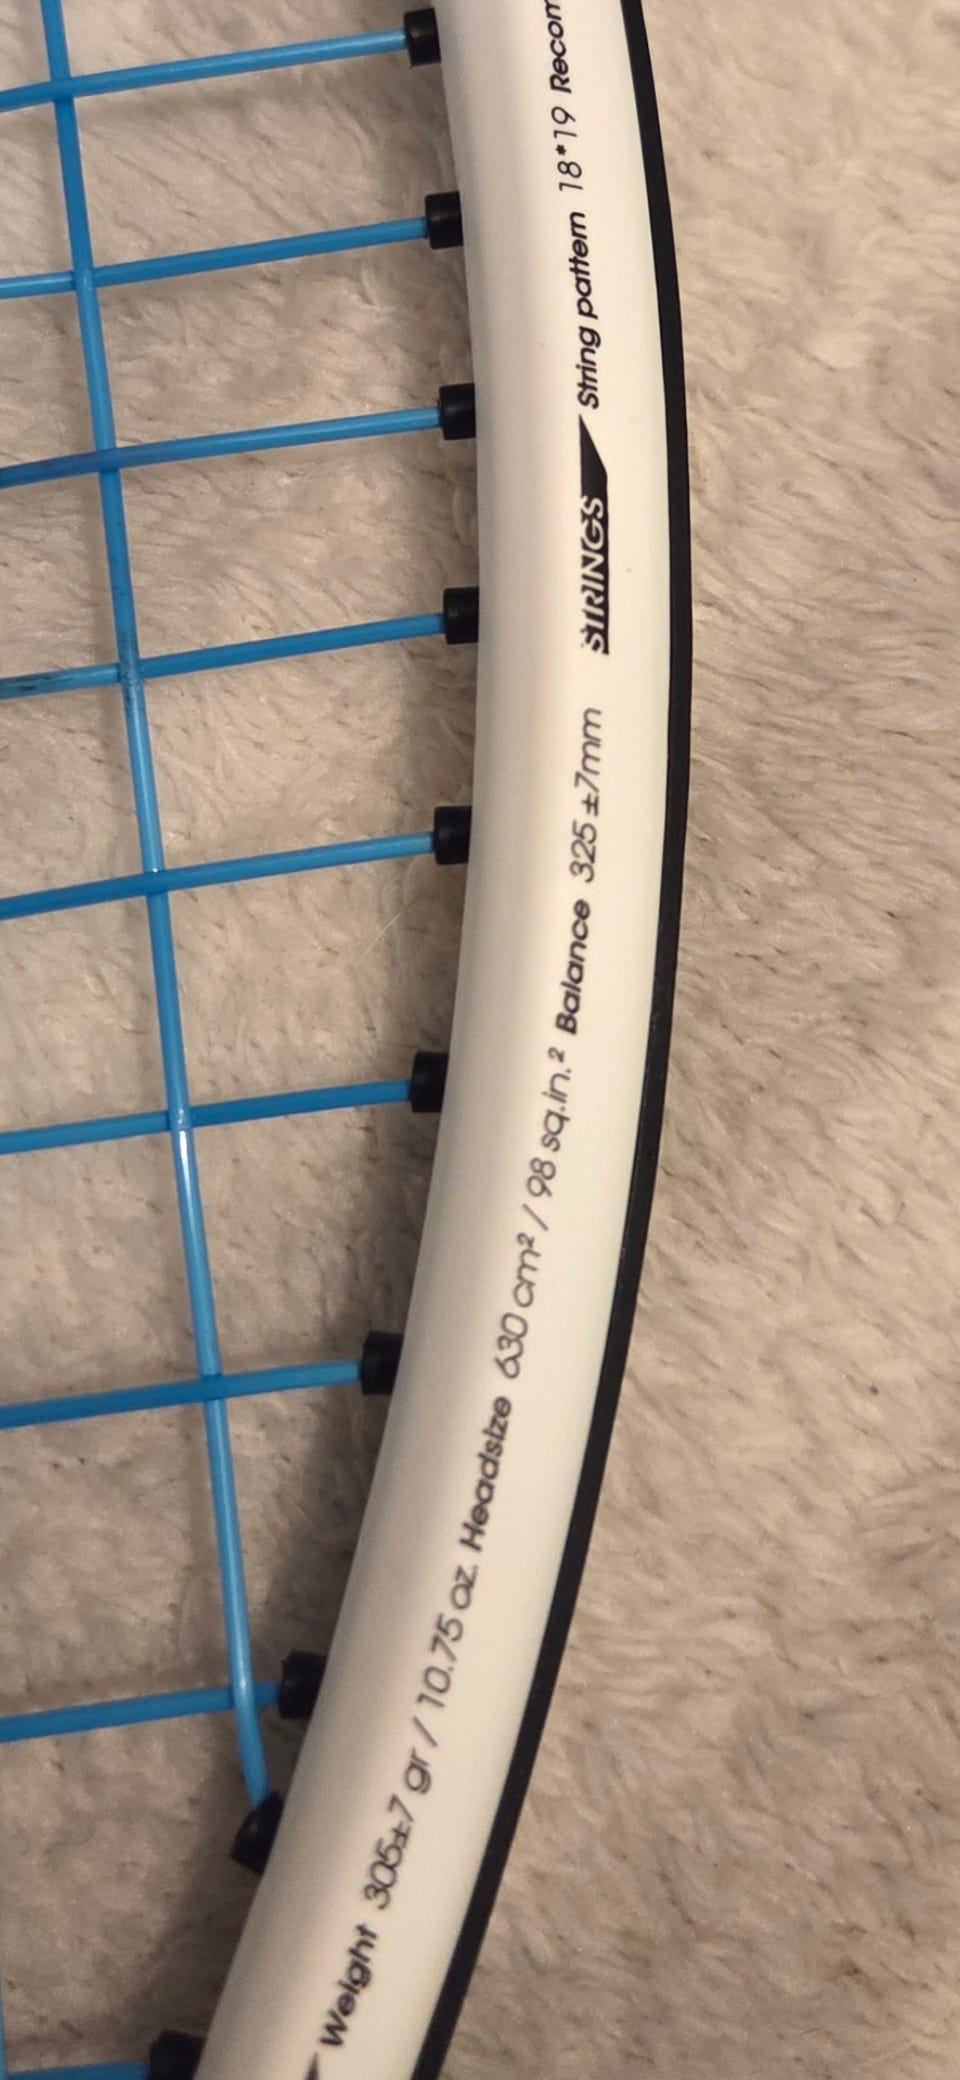 Weight 305±7 gr / 10.75 oz. Headsize 630 cm² / 98 sq.in.² Balance 325 ±7mm STRINGS String pattern 18*19